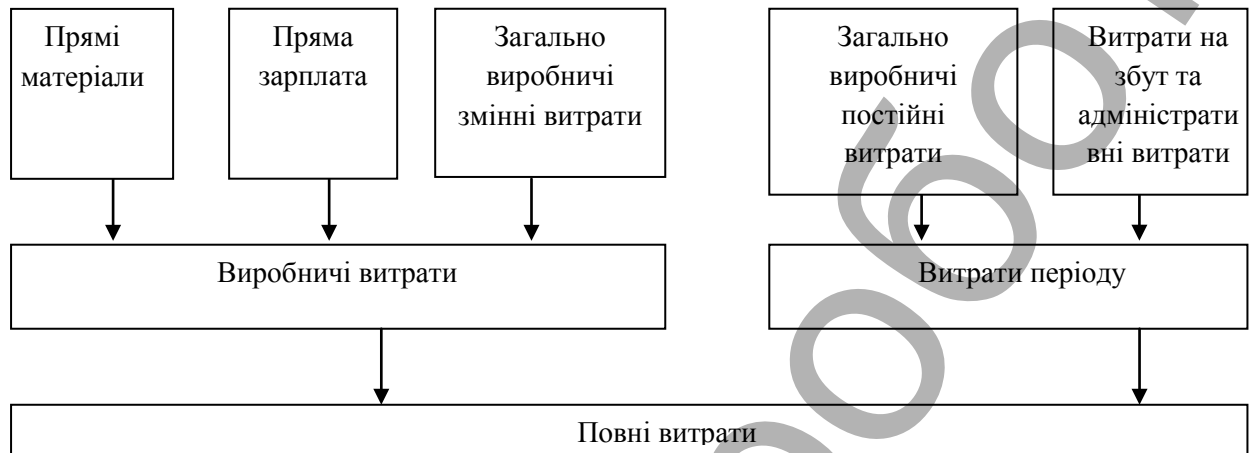 Прямі
матеріали
Пряма
зарплата
Загально
виробничі
змінні витрати
Загально
виробничі
постійні
витрати
Витрати на
збут та
адміністрати
вні витрати
Виробничі витрати
Витрати періоду
Повні витрати